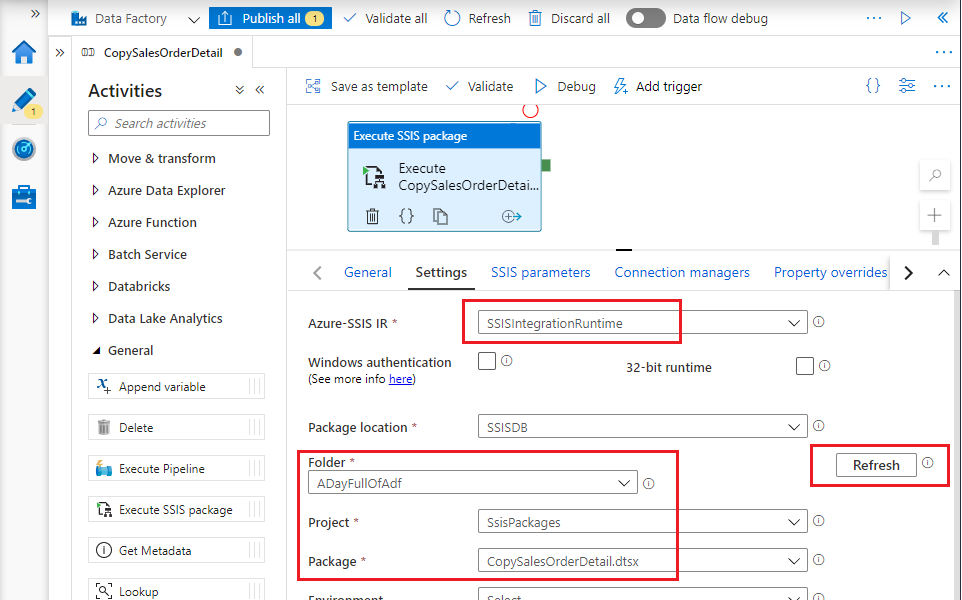 Data Factory
Publish all 1
Validate all
Refresh
Discard all
Data flow debug
CopySalesOrderDetail
1
Activities
Search activities
Move & transform
Azure Data Explorer
Azure Function
Batch Service
Databricks
Data Lake Analytics
General
Append variable
Delete
Execute Pipeline
Execute SSIS package
Get Metadata
Lookup
Save as template
Validate
Debug
Add trigger
Execute SSIS package
Execute
CopySalesOrderDetai...
General
Settings
SSIS parameters
Connection managers
Property overrides
Azure-SSIS IR *
SSISIntegrationRuntime
Windows authentication
(See more info here)
32-bit runtime
Package location *
SSISDB
Folder *
ADayFullOfAdf
Refresh
Project *
SsisPackages
Package *
CopySalesOrderDetail.dtsx
Environment
Select...